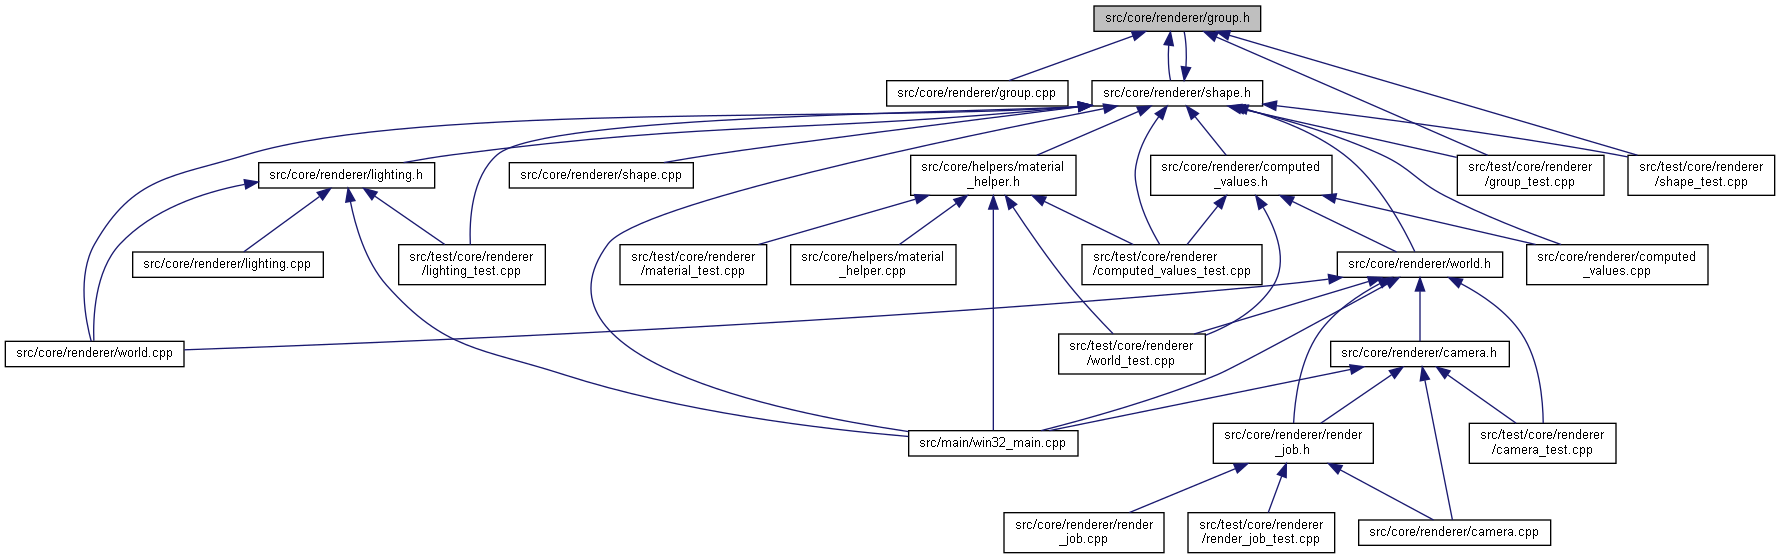 src/core/renderer/group.h
src/core/renderer/group.cpp
src/core/renderer/shape.h
src/core/renderer/lighting.h
src/core/renderer/shape.cpp
src/core/helpers/material
_helper.h
src/core/renderer/computed
_values.h
src/test/core/renderer
/group_test.cpp
src/test/core/renderer
/shape_test.cpp
src/core/renderer/lighting.cpp
src/test/core/renderer
/lighting_test.cpp
src/test/core/renderer
/material_test.cpp
src/core/helpers/material
_helper.cpp
src/test/core/renderer
/computed_values_test.cpp
src/core/renderer/world.h
src/core/renderer/computed
_values.cpp
src/core/renderer/world.cpp
src/test/core/renderer
/world_test.cpp
src/core/renderer/camera.h
src/main/win32_main.cpp
src/core/renderer/render
_job.h
src/test/core/renderer
/camera_test.cpp
src/core/renderer/render
_job.cpp
src/test/core/renderer
/render_job_test.cpp
src/core/renderer/camera.cpp